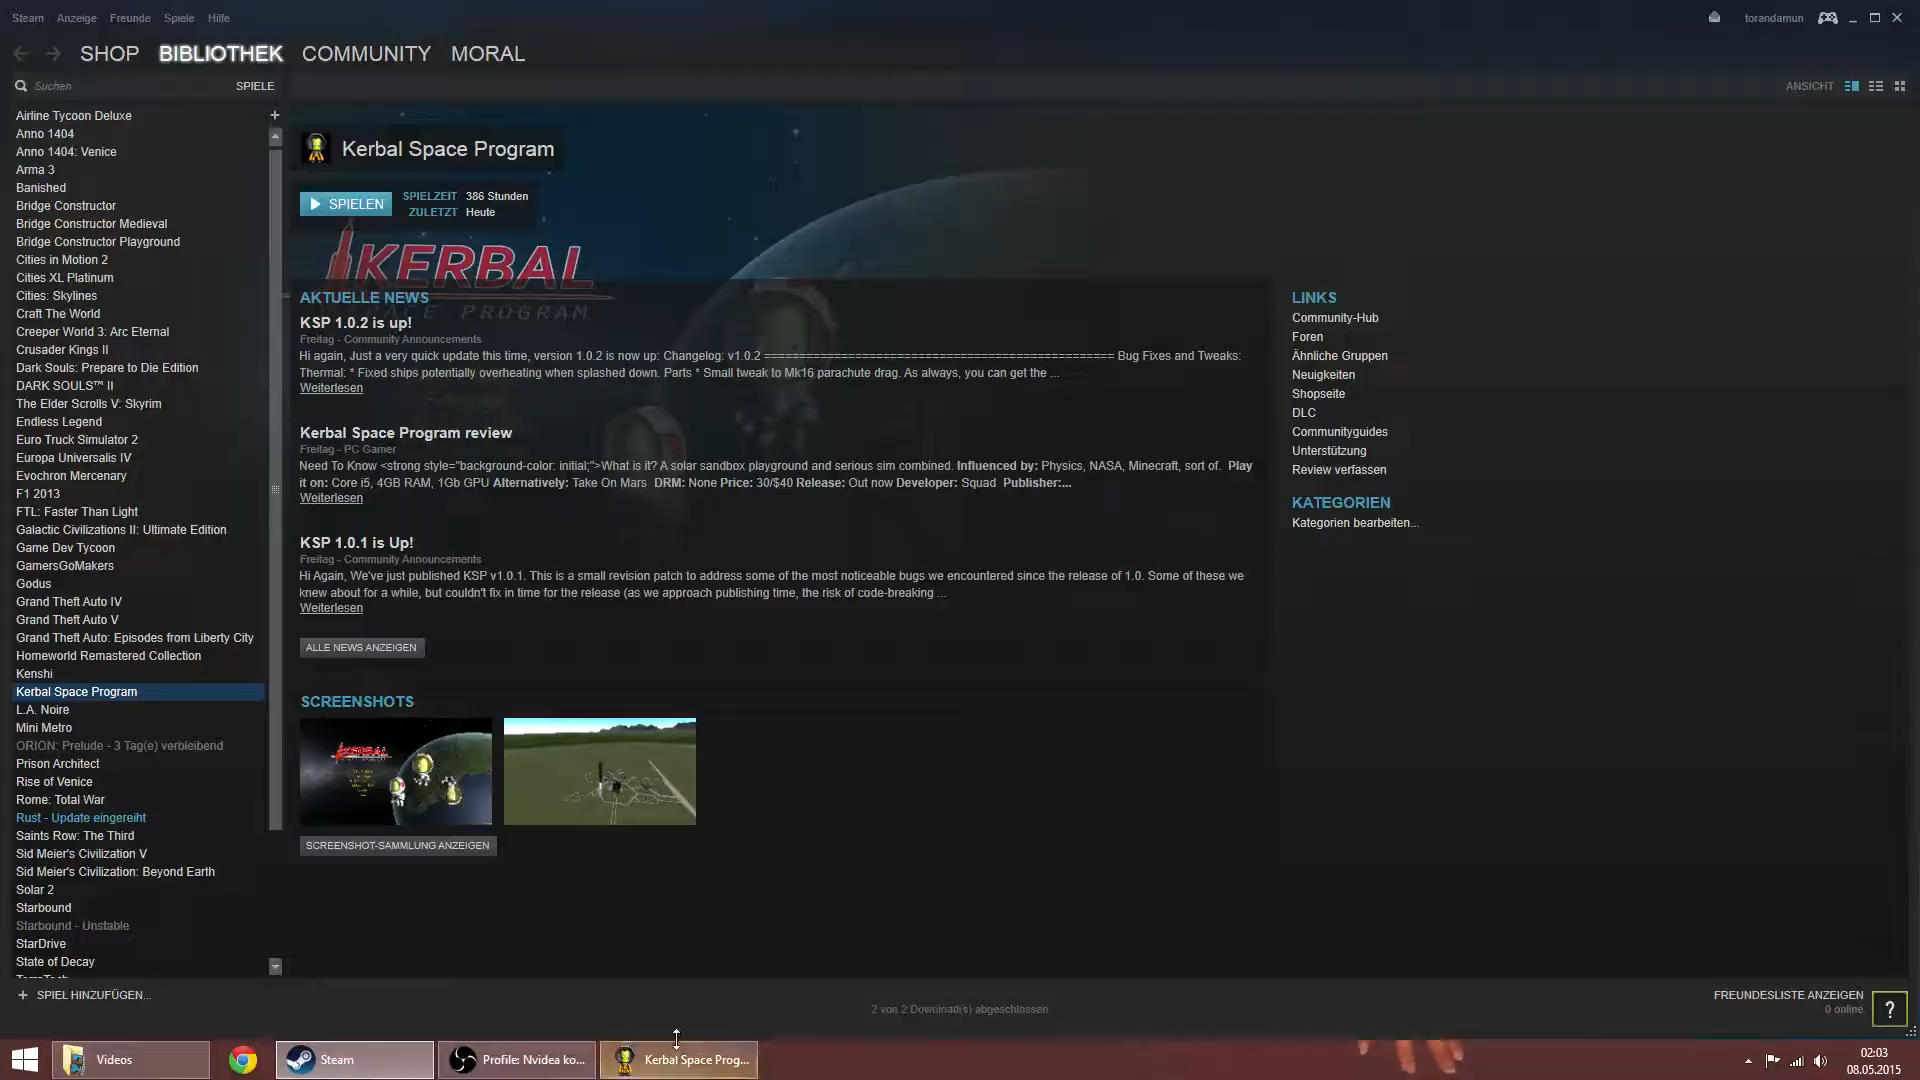 Steam Anzeige Freunde Spiele Hilfe torandamun
SHOP BIBLIOTHEK COMMUNITY MORAL
Suchen SPIELE ANSICHT
Airline Tycoon Deluxe +
Anno 1404
Anno 1404: Venice
Arma 3
Banished
Bridge Constructor
Bridge Constructor Medieval
Bridge Constructor Playground
Cities in Motion 2
Cities XL Platinum
Cities: Skylines
Craft The World
Creeper World 3: Arc Eternal
Crusader Kings II
Dark Souls: Prepare to Die Edition
DARK SOULS™ II
The Elder Scrolls V: Skyrim
Endless Legend
Euro Truck Simulator 2
Europa Universalis IV
Evochron Mercenary
F1 2013
FTL: Faster Than Light
Galactic Civilizations II: Ultimate Edition
Game Dev Tycoon
GamersGoMakers
Godus
Grand Theft Auto IV
Grand Theft Auto V
Grand Theft Auto: Episodes from Liberty City
Homeworld Remastered Collection
Kenshi
Kerbal Space Program
L.A. Noire
Mini Metro
ORION: Prelude - 3 Tag(e) verbleibend
Prison Architect
Rise of Venice
Rome: Total War
Rust - Update eingereiht
Saints Row: The Third
Sid Meier's Civilization V
Sid Meier's Civilization: Beyond Earth
Solar 2
Starbound
Starbound - Unstable
StarDrive
State of Decay
+ SPIEL HINZUFÜGEN...
Kerbal Space Program
SPIELEN SPIELZEIT 386 Stunden
ZULETZT Heute
KERBAL
SPACE PROGRAM
AKTUELLE NEWS
KSP 1.0.2 is up!
Freitag - Community Announcements
Hi again, Just a very quick update this time, version 1.0.2 is now up: Changelog: v1.0.2 ================================================== Bug Fixes and Tweaks:
Thermal: * Fixed ships potentially overheating when splashed down. Parts * Small tweak to Mk16 parachute drag. As always, you can get the ...
Weiterlesen
Kerbal Space Program review
Freitag - PC Gamer
Need To Know <strong style="background-color: initial;">What is it? A solar sandbox playground and serious sim combined. Influenced by: Physics, NASA, Minecraft, sort of. Play
it on: Core i5, 4GB RAM, 1Gb GPU Alternatively: Take On Mars DRM: None Price: 30/$40 Release: Out now Developer: Squad Publisher:...
Weiterlesen
KSP 1.0.1 is Up!
Freitag - Community Announcements
Hi Again, We've just published KSP v1.0.1. This is a small revision patch to address some of the most noticeable bugs we encountered since the release of 1.0. Some of these we
knew about for a while, but couldn't fix in time for the release (as we approach publishing time, the risk of code-breaking ...
Weiterlesen
ALLE NEWS ANZEIGEN
SCREENSHOTS
KERBAL
SCREENSHOT-SAMMLUNG ANZEIGEN
LINKS
Community-Hub
Foren
Ähnliche Gruppen
Neuigkeiten
Shopseite
DLC
Communityguides
Unterstützung
Review verfassen
KATEGORIEN
Kategorien bearbeiten...
2 von 2 Download(s) abgeschlossen
FREUNDESLISTE ANZEIGEN
0 online ?
Videos Steam Profile: Nvidea ko... Kerbal Space Prog...
02:03
08.05.2015